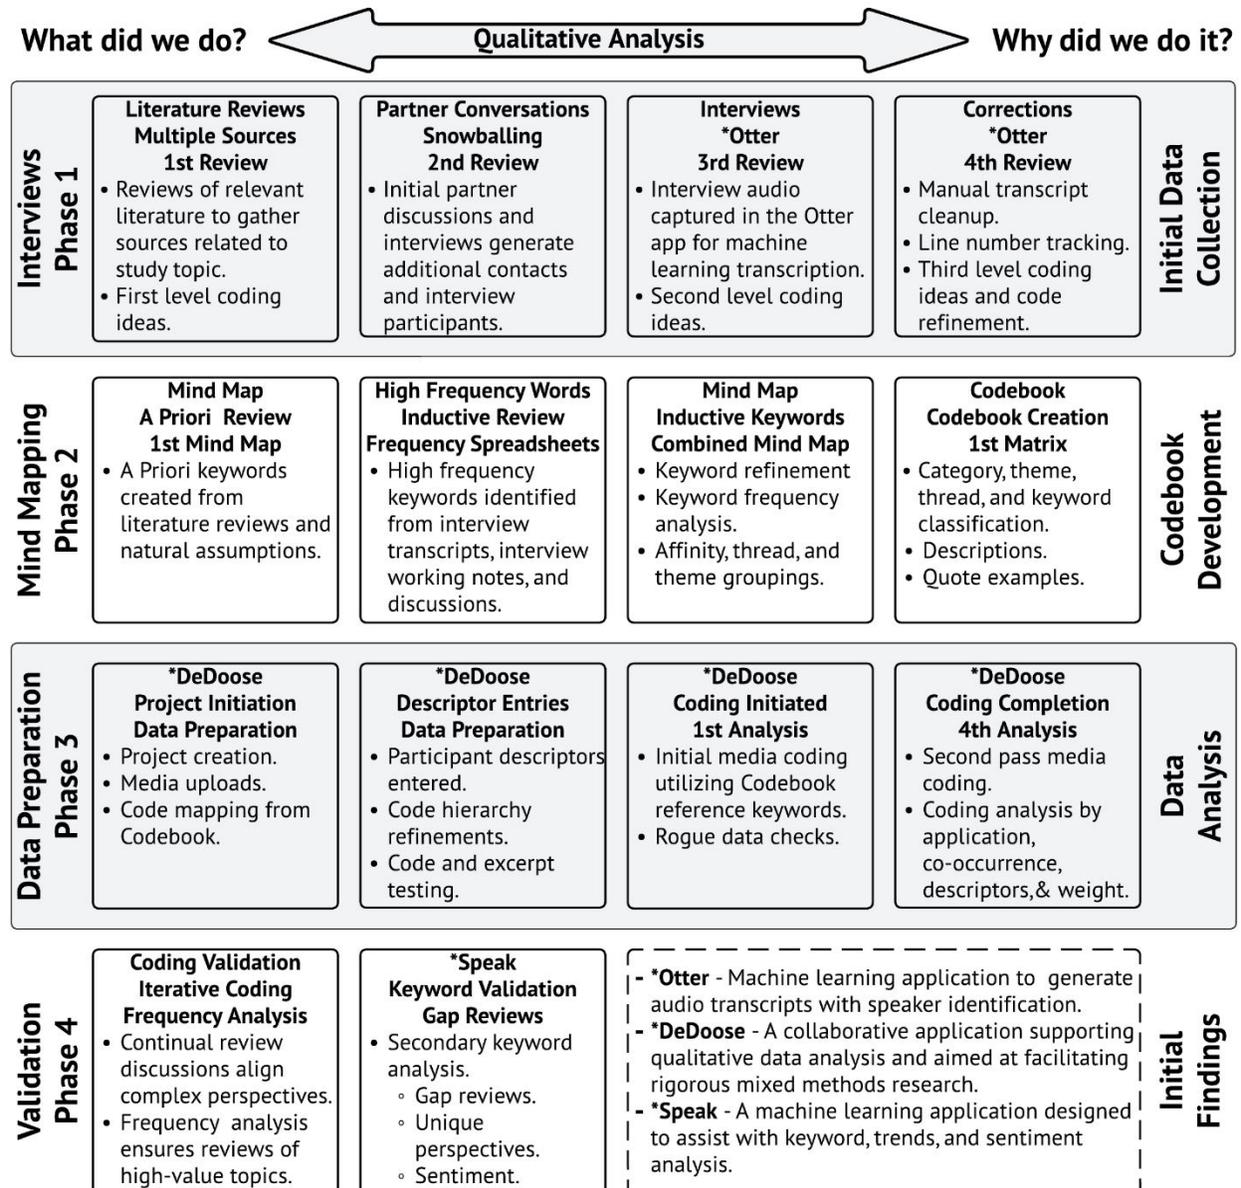 What did we do?
Qualitative Analysis
Why did we do it?
Interviews
Phase 1
Literature Reviews
Multiple Sources
1st Review
• Reviews of relevant
literature to gather
sources related to
study topic.
• First level coding
ideas.
Partner Conversations
Snowballing
2nd Review
• Initial partner
discussions and
interviews generate
additional contacts
and interview
participants.
Interviews
*Otter
3rd Review
• Interview audio
captured in the Otter
app for machine
learning transcription.
• Second level coding
ideas.
Corrections
*Otter
4th Review
• Manual transcript
cleanup.
• Line number tracking.
• Third level coding
ideas and code
refinement.
Initial Data
Collection
Mind Mapping
Phase 2
Mind Map
A Priori Review
1st Mind Map
• A Priori keywords
created from
literature reviews and
natural assumptions.
High Frequency Words
Inductive Review
Frequency Spreadsheets
• High frequency
keywords identified
from interview
transcripts, interview
working notes, and
discussions.
Mind Map
Inductive Keywords
Combined Mind Map
• Keyword refinement
• Keyword frequency
analysis.
• Affinity, thread, and
theme groupings.
Codebook
Codebook Creation
1st Matrix
• Category, theme,
thread, and keyword
classification.
• Descriptions.
• Quote examples.
Codebook
Development
Data Preparation
Phase 3
*DeDoose
Project Initiation
Data Preparation
• Project creation.
• Media uploads.
• Code mapping from
Codebook.
*DeDoose
Descriptor Entries
Data Preparation
• Participant descriptors
entered.
• Code hierarchy
refinements.
• Code and excerpt
testing.
*DeDoose
Coding Initiated
1st Analysis
• Initial media coding
utilizing Codebook
reference keywords.
• Rogue data checks.
*DeDoose
Coding Completion
4th Analysis
• Second pass media
coding.
• Coding analysis by
application,
co-occurrence,
descriptors,& weight.
Data
Analysis
Validation
Phase 4
Coding Validation
Iterative Coding
Frequency Analysis
• Continual review
discussions align
complex perspectives.
• Frequency analysis
ensures reviews of
high-value topics.
*Speak
Keyword Validation
Gap Reviews
• Secondary keyword
analysis.
◦ Gap reviews.
◦ Unique
perspectives.
◦ Sentiment.
- *Otter - Machine learning application to generate
audio transcripts with speaker identification.
- *DeDoose - A collaborative application supporting
qualitative data analysis and aimed at facilitating
rigorous mixed methods research.
- *Speak - A machine learning application designed
to assist with keyword, trends, and sentiment
analysis.
Initial
Findings